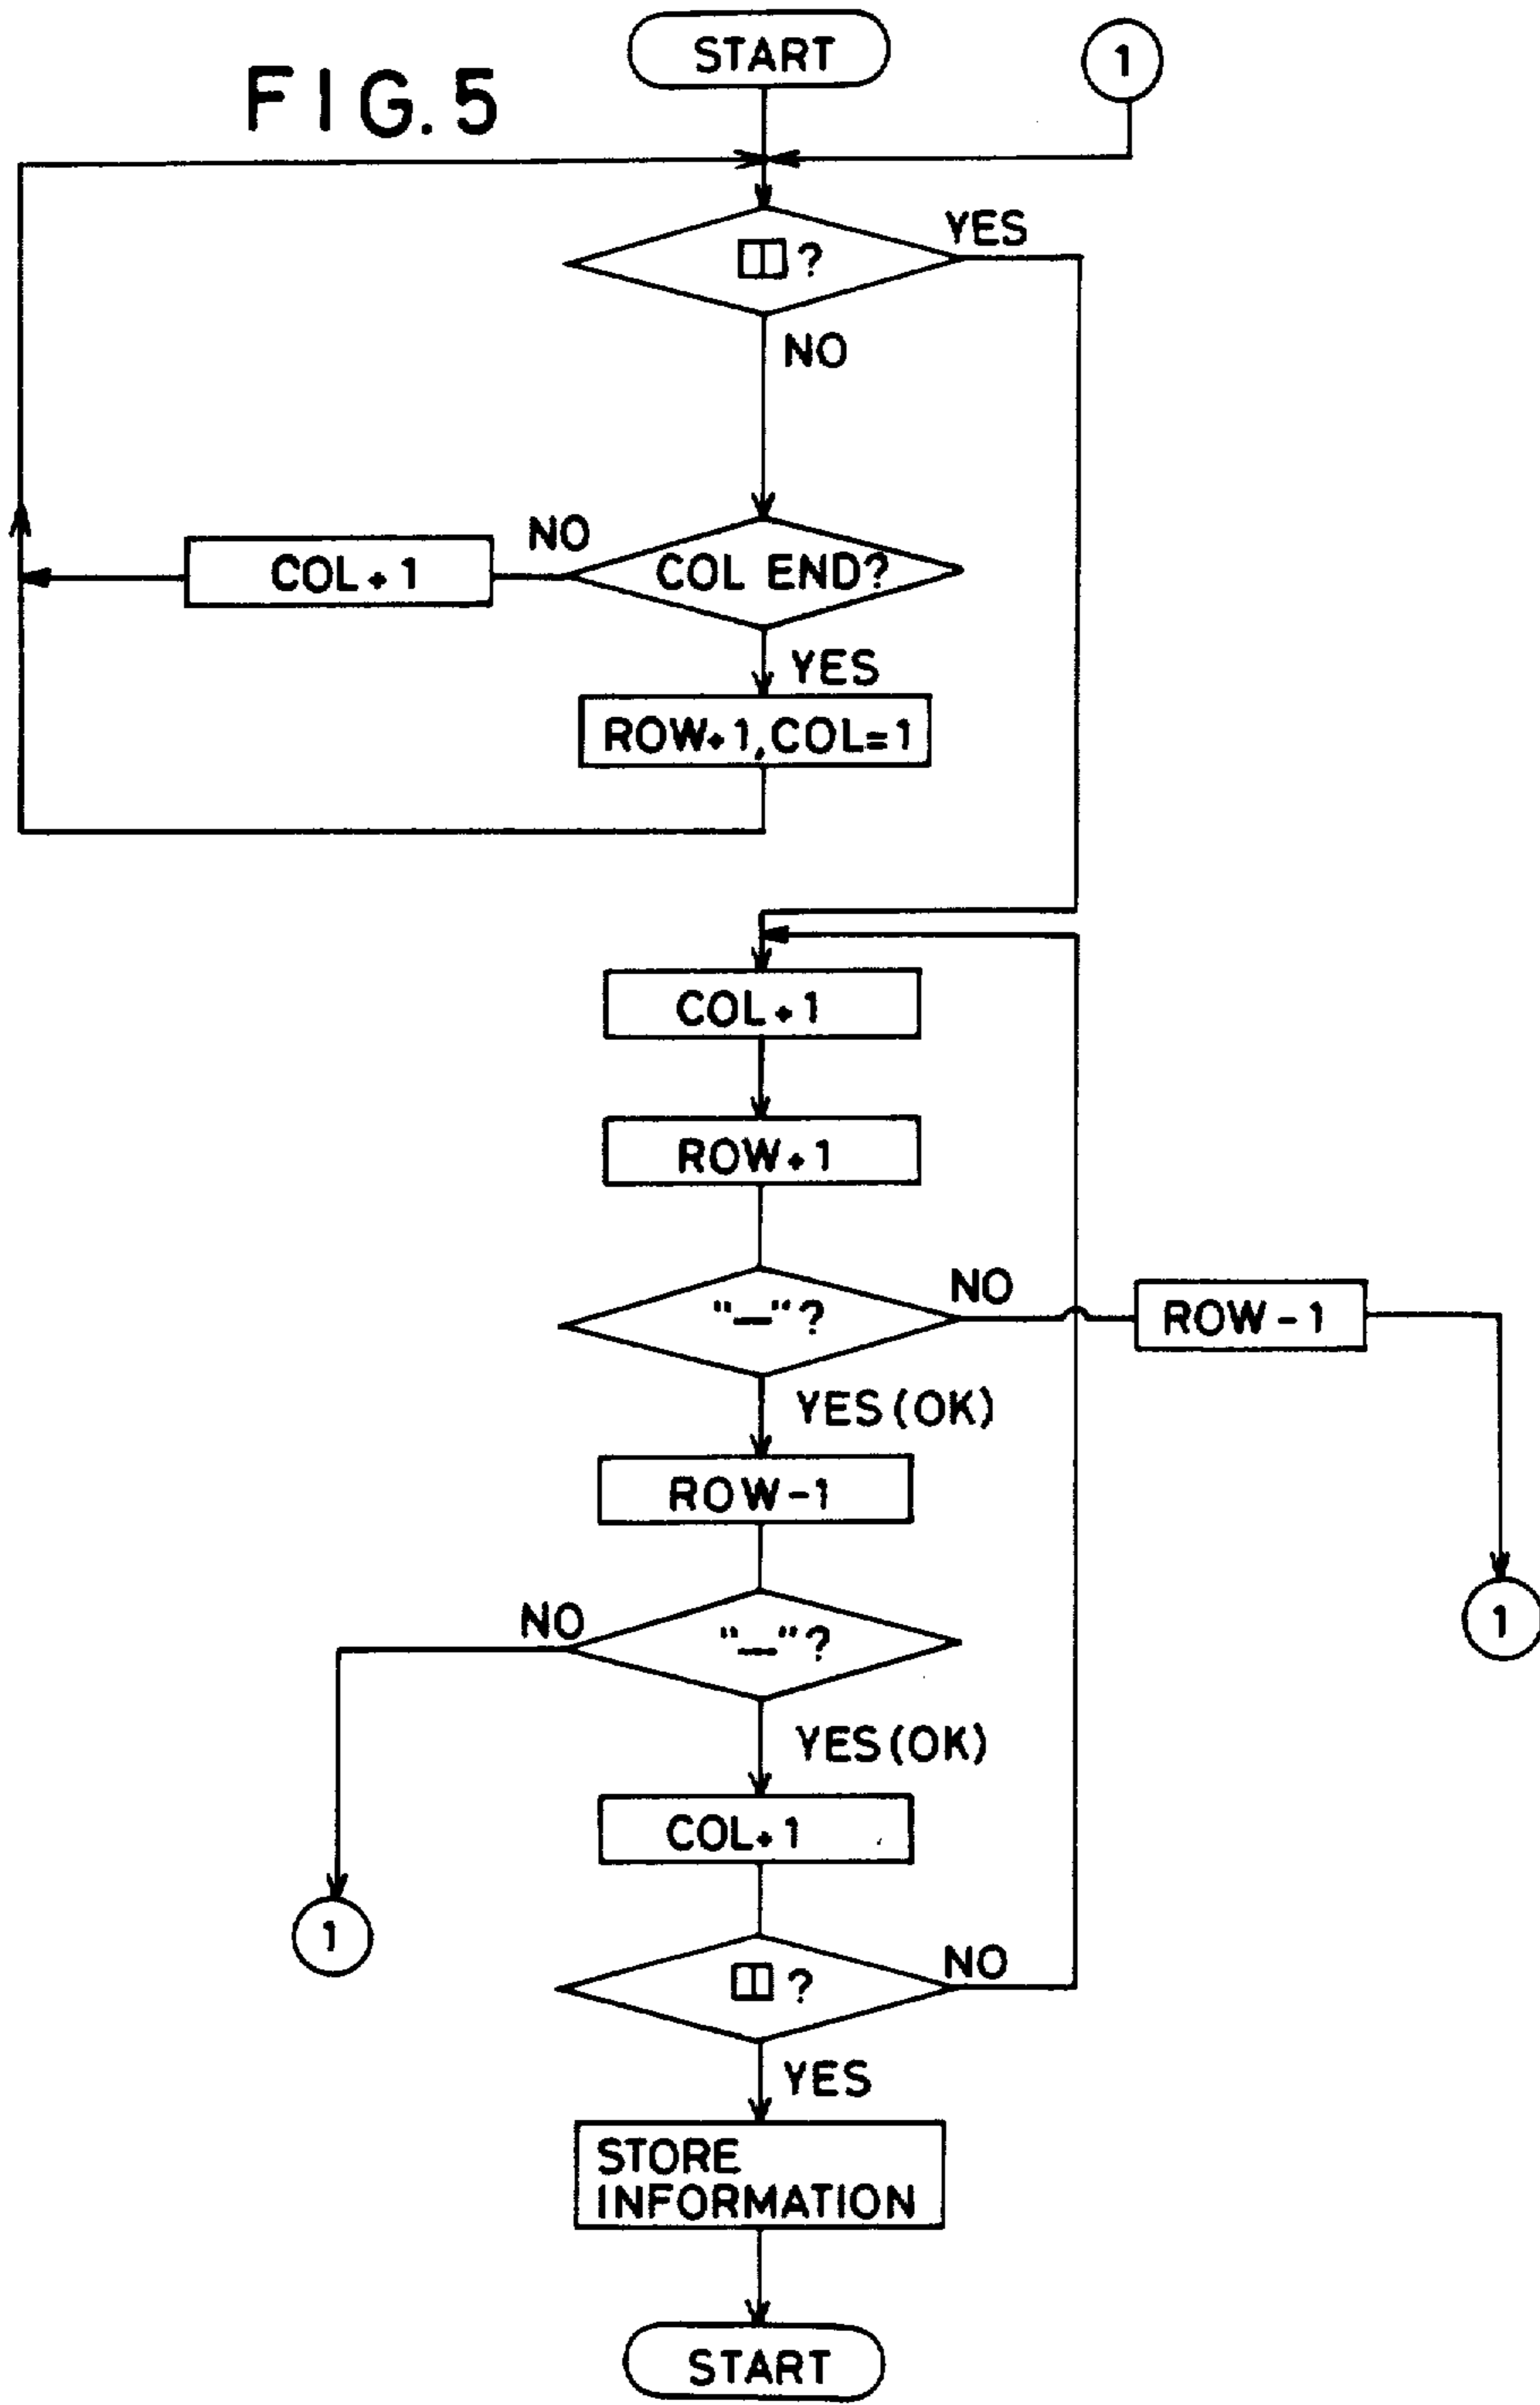 FIG. 5
START
1
◫ ?
YES
NO
COL END?
NO
COL+1
YES
ROW+1, COL=1
COL+1
ROW+1
"—"?
NO
ROW-1
1
YES(OK)
ROW-1
"—"?
NO
1
YES(OK)
COL+1
◫ ?
NO
YES
STORE
INFORMATION
START